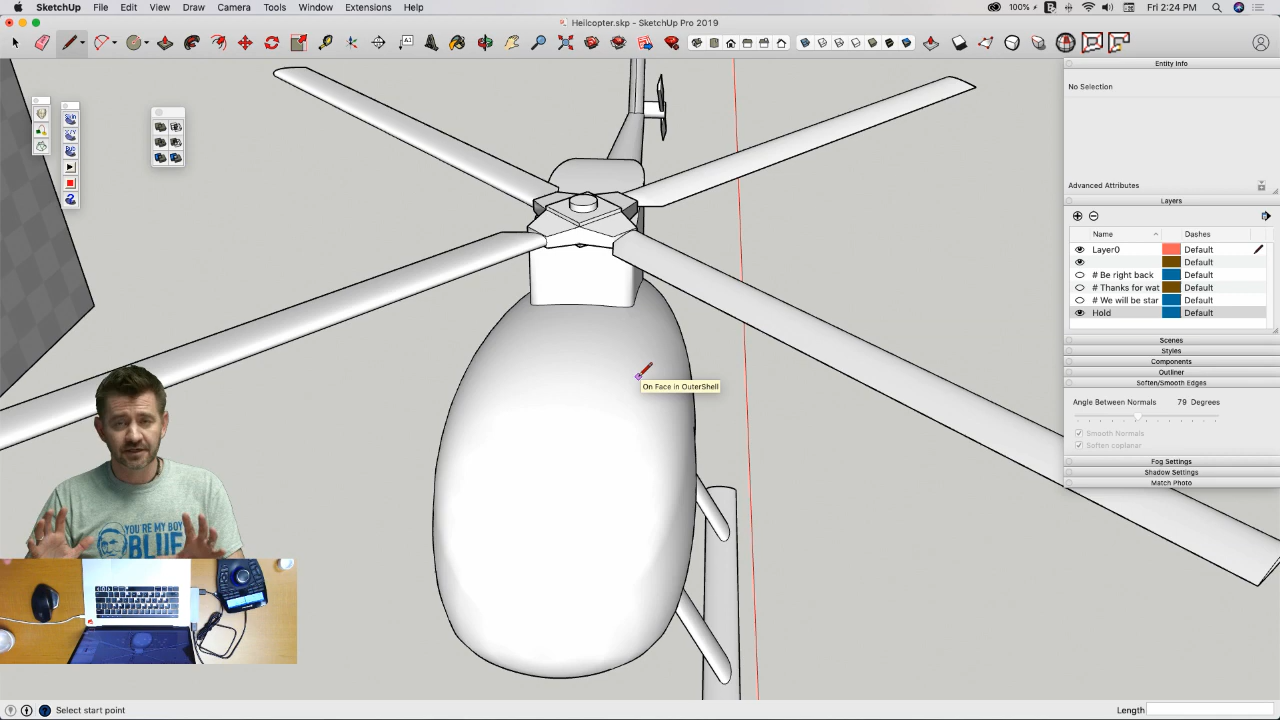 SketchUp File Edit View Draw Camera Tools Window Extensions Help
100% Fri 2:24 PM
Heilcopter.skp - SketchUp Pro 2019
Entity Info
No Selection
Advanced Attributes
Layers
Name Dashes
Layer0 Default
Default
# Be right back Default
# Thanks for wat Default
# We will be star Default
Hold Default
Scenes
Styles
Components
Outliner
Soften/Smooth Edges
Angle Between Normals 79 Degrees
Smooth Normals
Soften coplanar
Fog Settings
Shadow Settings
Match Photo
On Face in OuterShell
YOU'RE MY BOY
BLUE
Select start point
Length